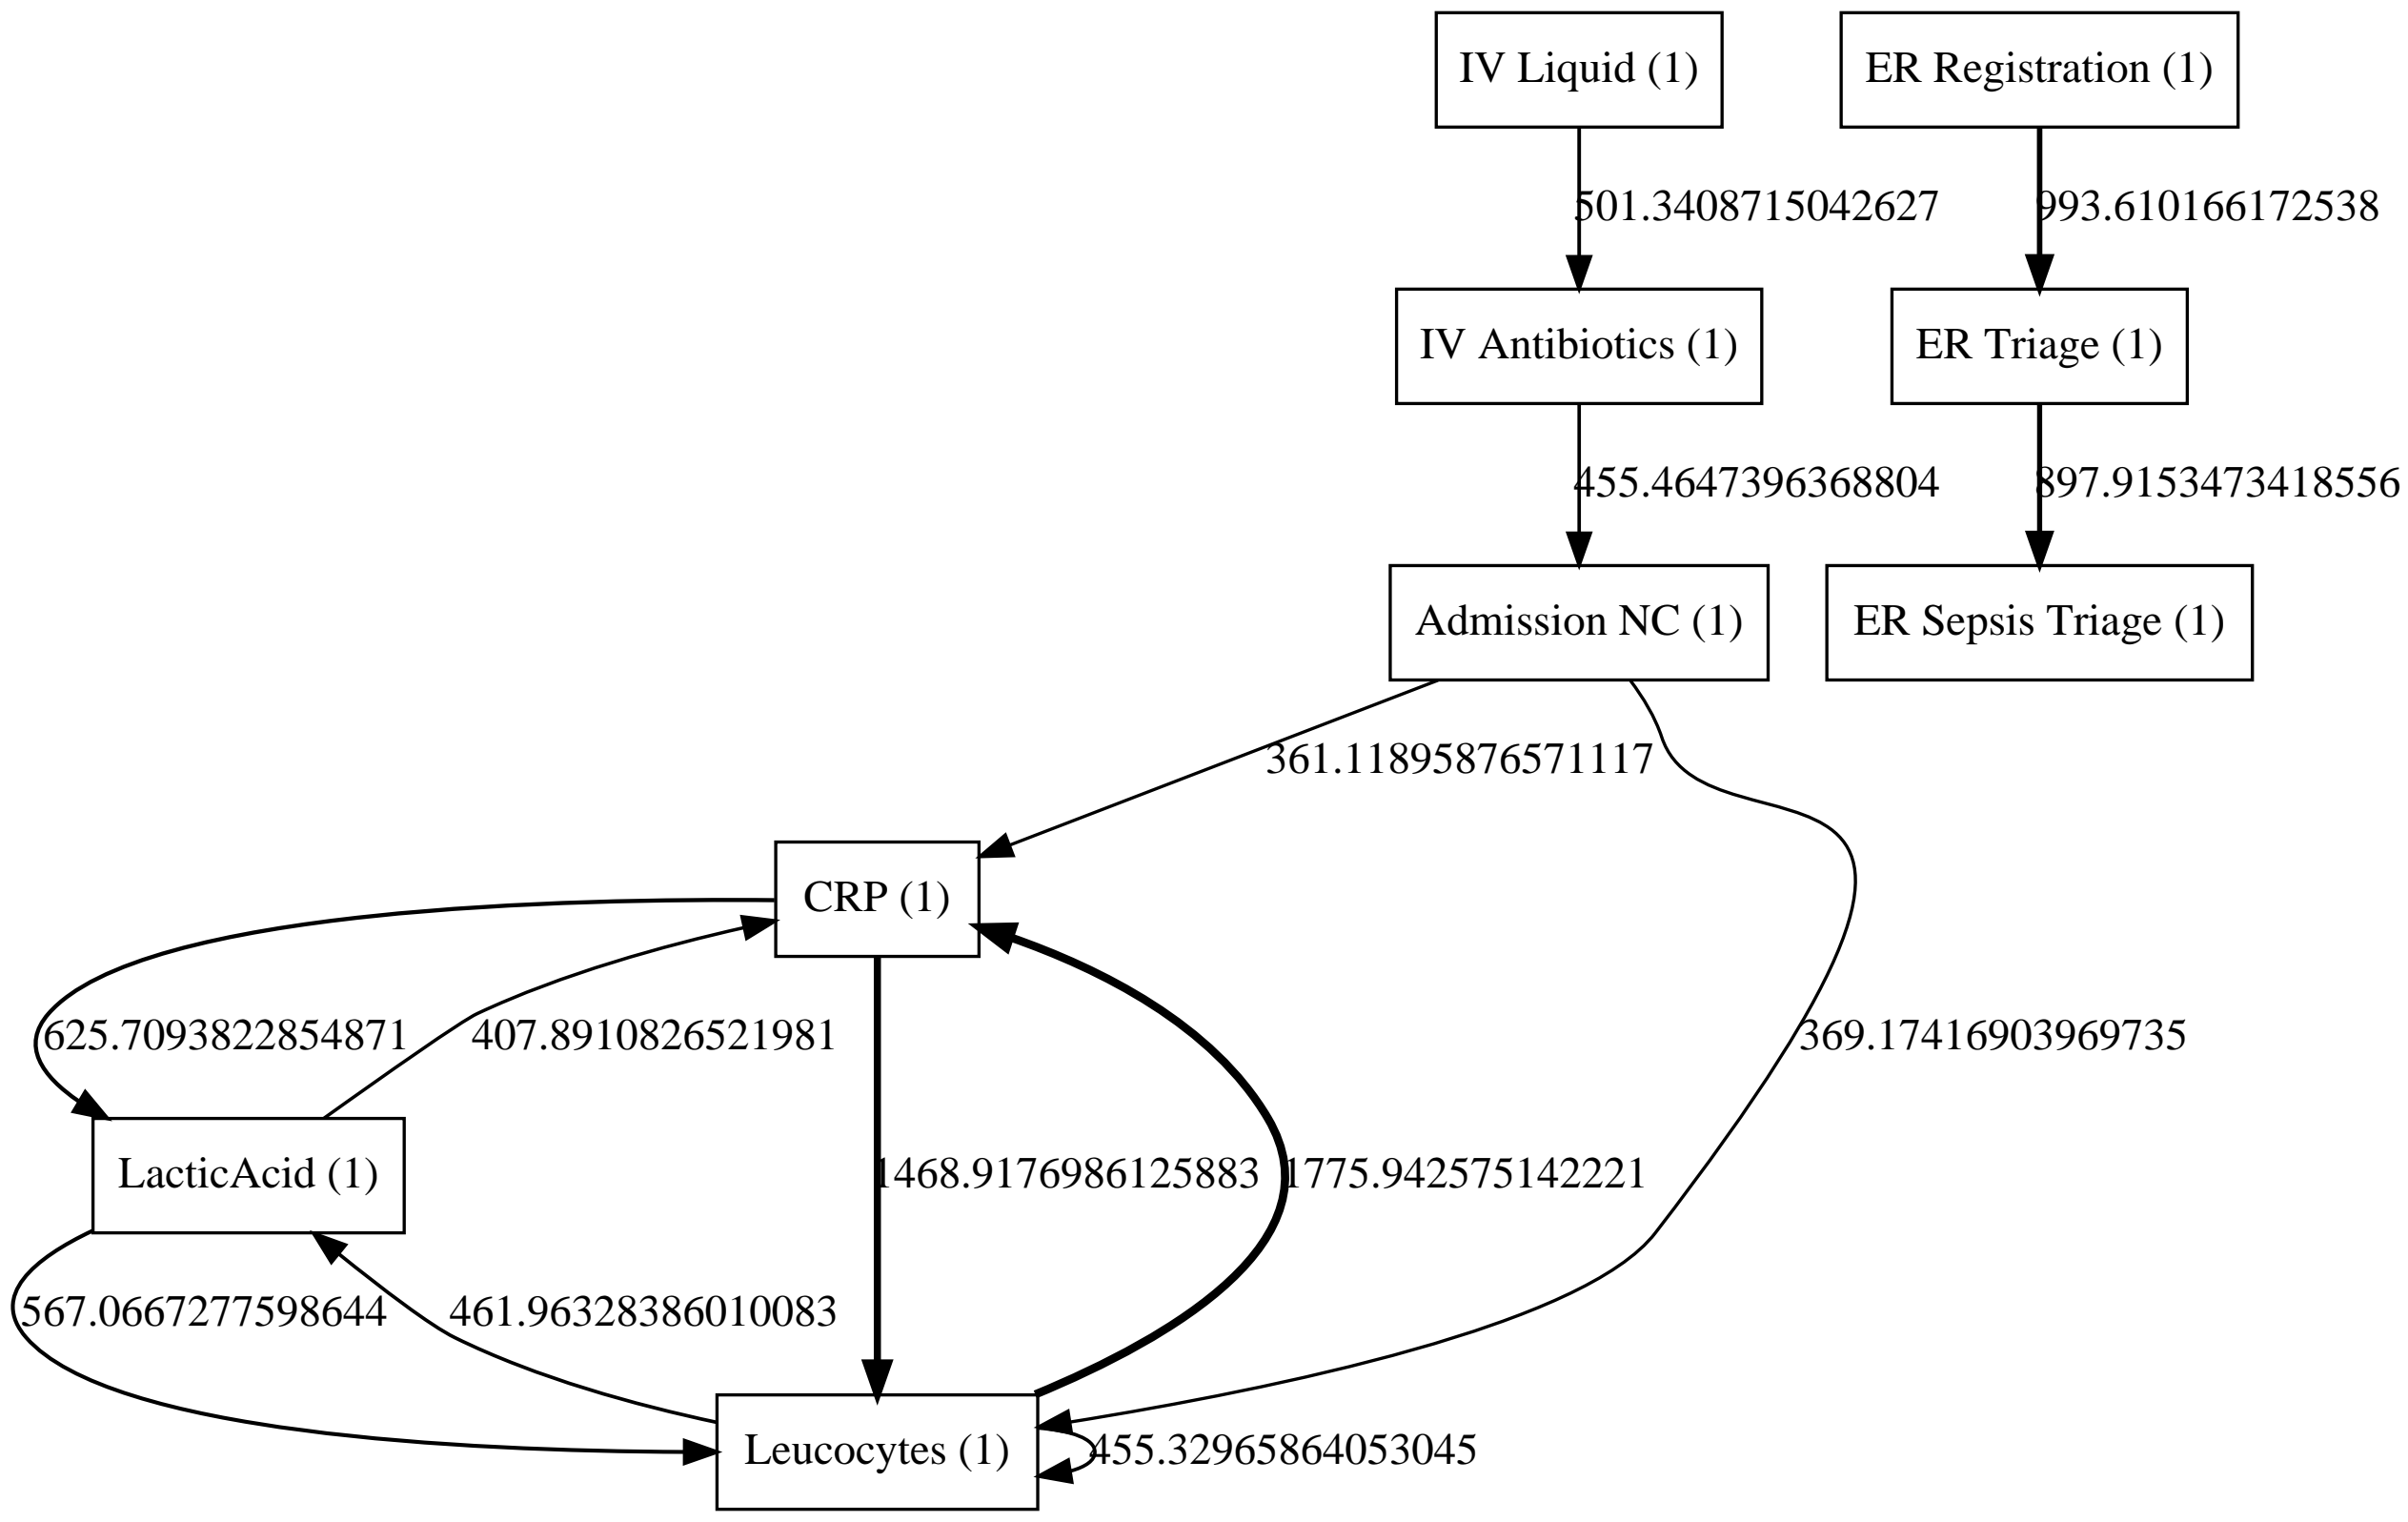 IV Liquid (1)
ER Registration (1)
501.3408715042627
993.610166172538
IV Antibiotics (1)
ER Triage (1)
455.4647396368804
897.9153473418556
Admission NC (1)
ER Sepsis Triage (1)
361.11895876571117
CRP (1)
625.7093822854871
407.8910826521981
369.17416903969735
LacticAcid (1)
1468.9176986125883
1775.942575142221
567.0667277598644
461.96328386010083
Leucocytes (1)
455.32965864053045